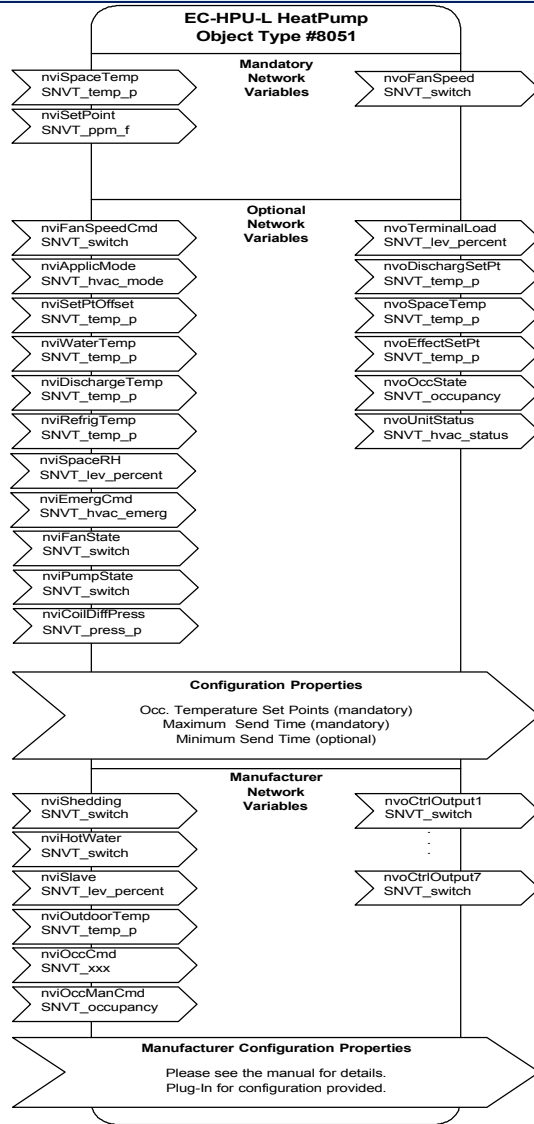 EC-HPU-L HeatPump
Object Type #8051
Mandatory
Network
Variables
nviSpaceTemp
SNVT_temp_p
nviSetPoint
SNVT_ppm_f
nvoFanSpeed
SNVT_switch
Optional
Network
Variables
nviFanSpeedCmd
SNVT_switch
nviApplicMode
SNVT_hvac_mode
nviSetPtOffset
SNVT_temp_p
nviWaterTemp
SNVT_temp_p
nviDischargeTemp
SNVT_temp_p
nviRefrigTemp
SNVT_temp_p
nviSpaceRH
SNVT_lev_percent
nviEmergCmd
SNVT_hvac_emerg
nviFanState
SNVT_switch
nviPumpState
SNVT_switch
nviCoilDiffPress
SNVT_press_p
nvoTerminalLoad
SNVT_lev_percent
nvoDischargSetPt
SNVT_temp_p
nvoSpaceTemp
SNVT_temp_p
nvoEffectSetPt
SNVT_temp_p
nvoOccState
SNVT_occupancy
nvoUnitStatus
SNVT_hvac_status
Configuration Properties
Occ. Temperature Set Points (mandatory)
Maximum Send Time (mandatory)
Minimum Send Time (optional)
Manufacturer
Network
Variables
nviShedding
SNVT_switch
nviHotWater
SNVT_switch
nviSlave
SNVT_lev_percent
nviOutdoorTemp
SNVT_temp_p
nviOccCmd
SNVT_xxx
nviOccManCmd
SNVT_occupancy
nvoCtrlOutput1
SNVT_switch
.
.
.
nvoCtrlOutput7
SNVT_switch
Manufacturer Configuration Properties
Please see the manual for details.
Plug-In for configuration provided.